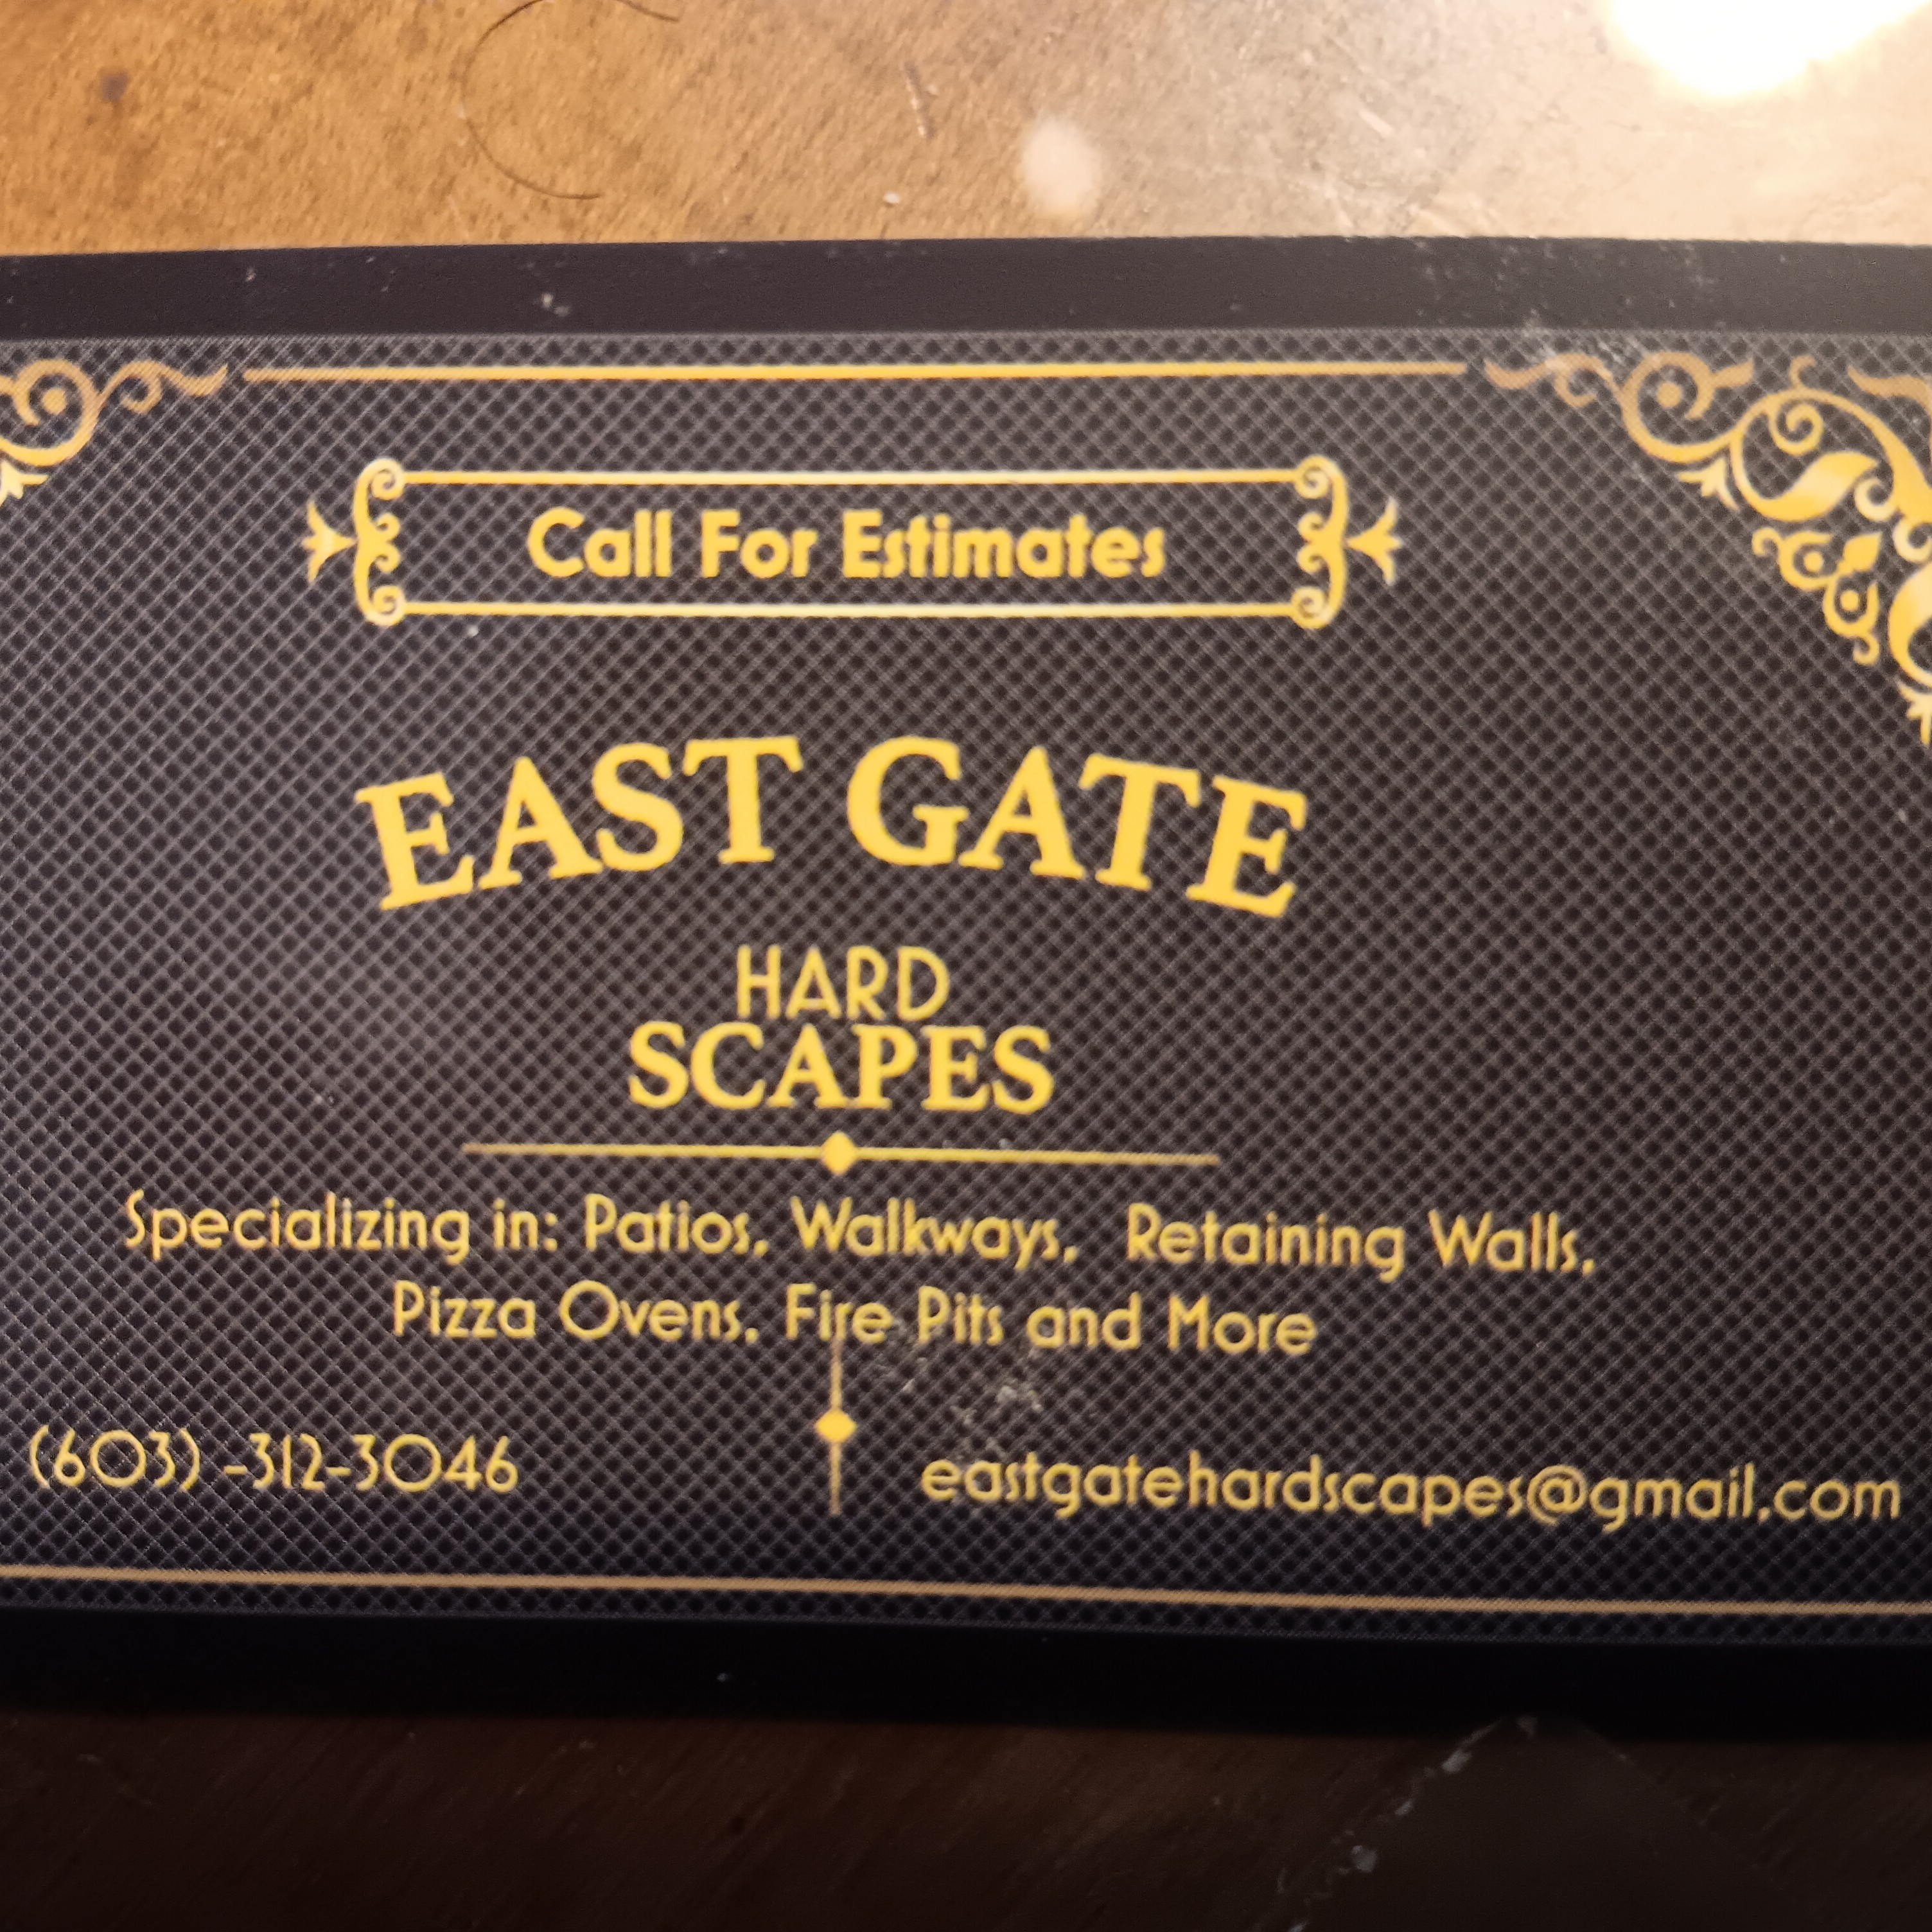 Call For Estimates
EAST GATE
HARD
SCAPES
Specializing in: Patios, Walkways, Retaining Walls,
Pizza Ovens, Fire Pits and More
(603) -312-3046
eastgatehardscapes@gmail.com